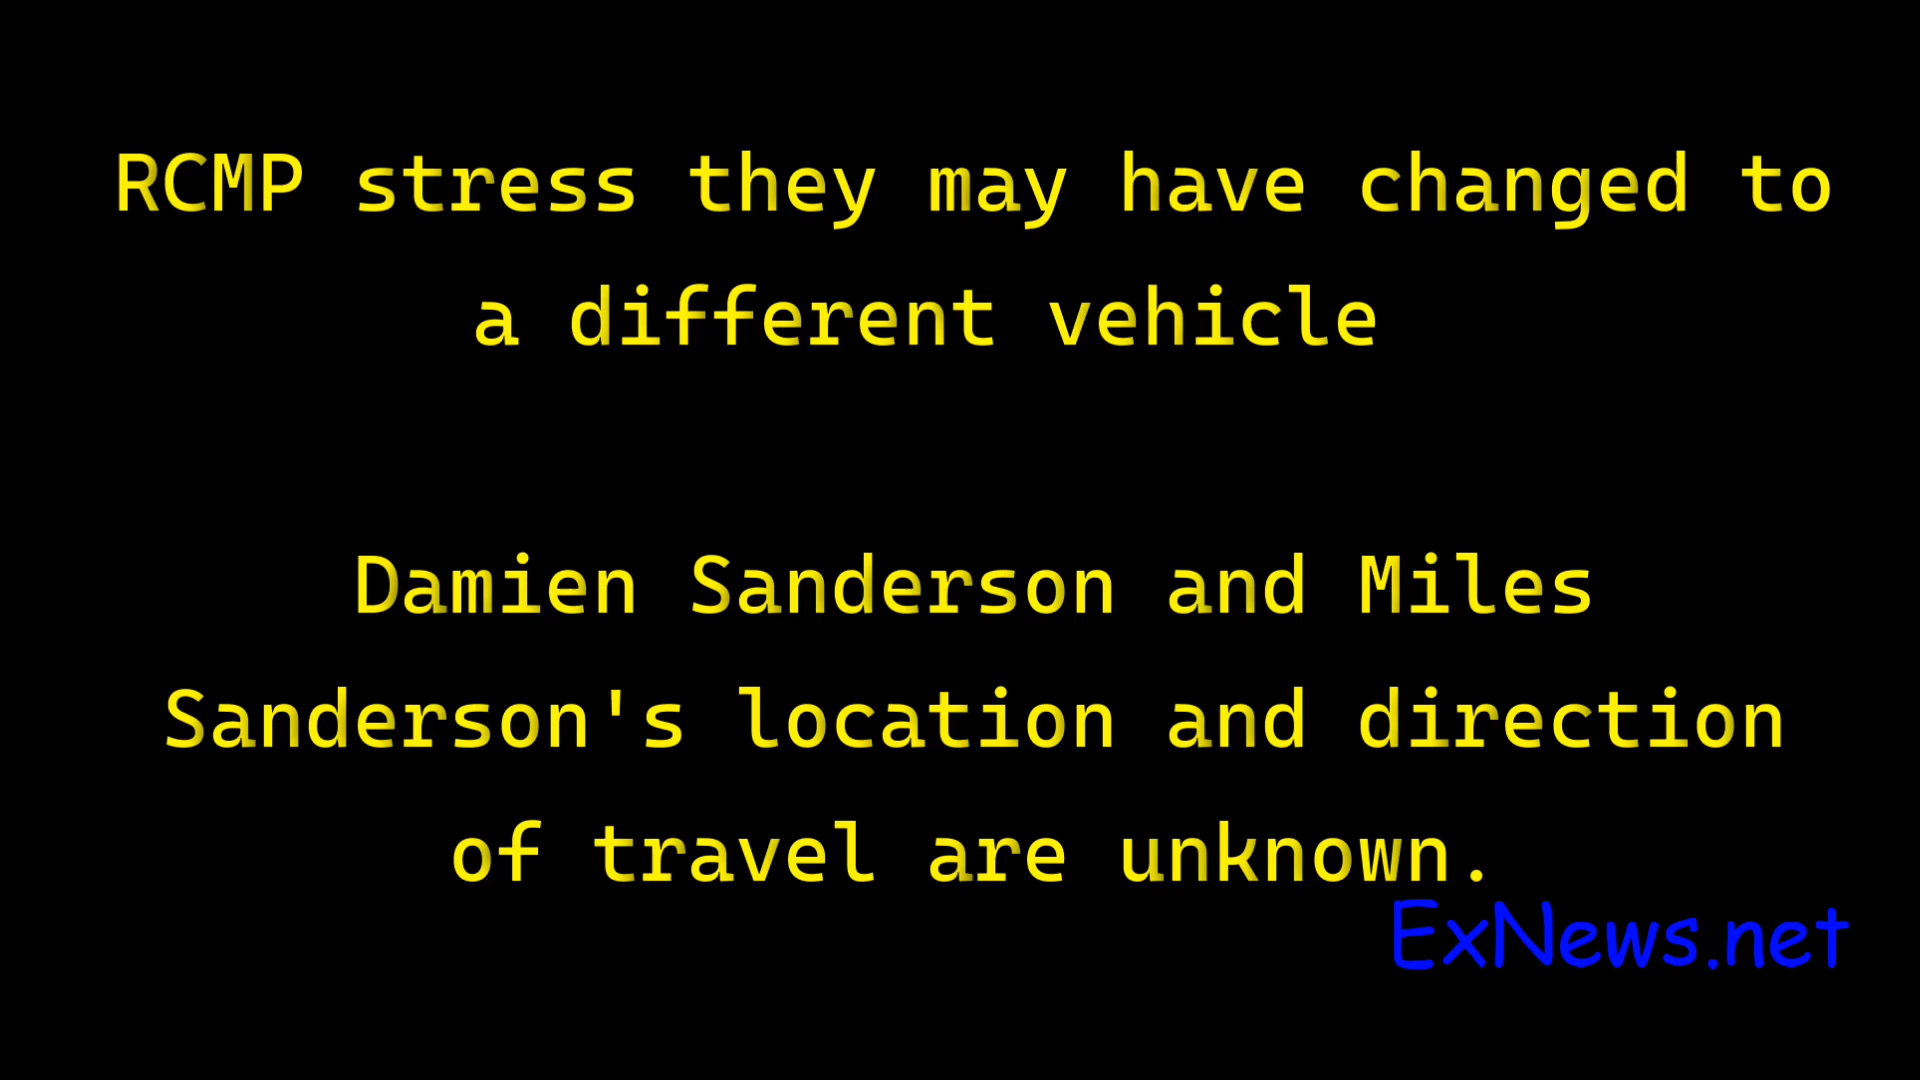 RCMP stress they may have changed to
a different vehicle
Damien Sanderson and Miles
Sanderson's location and direction
of travel are unknown.
ExNews.net